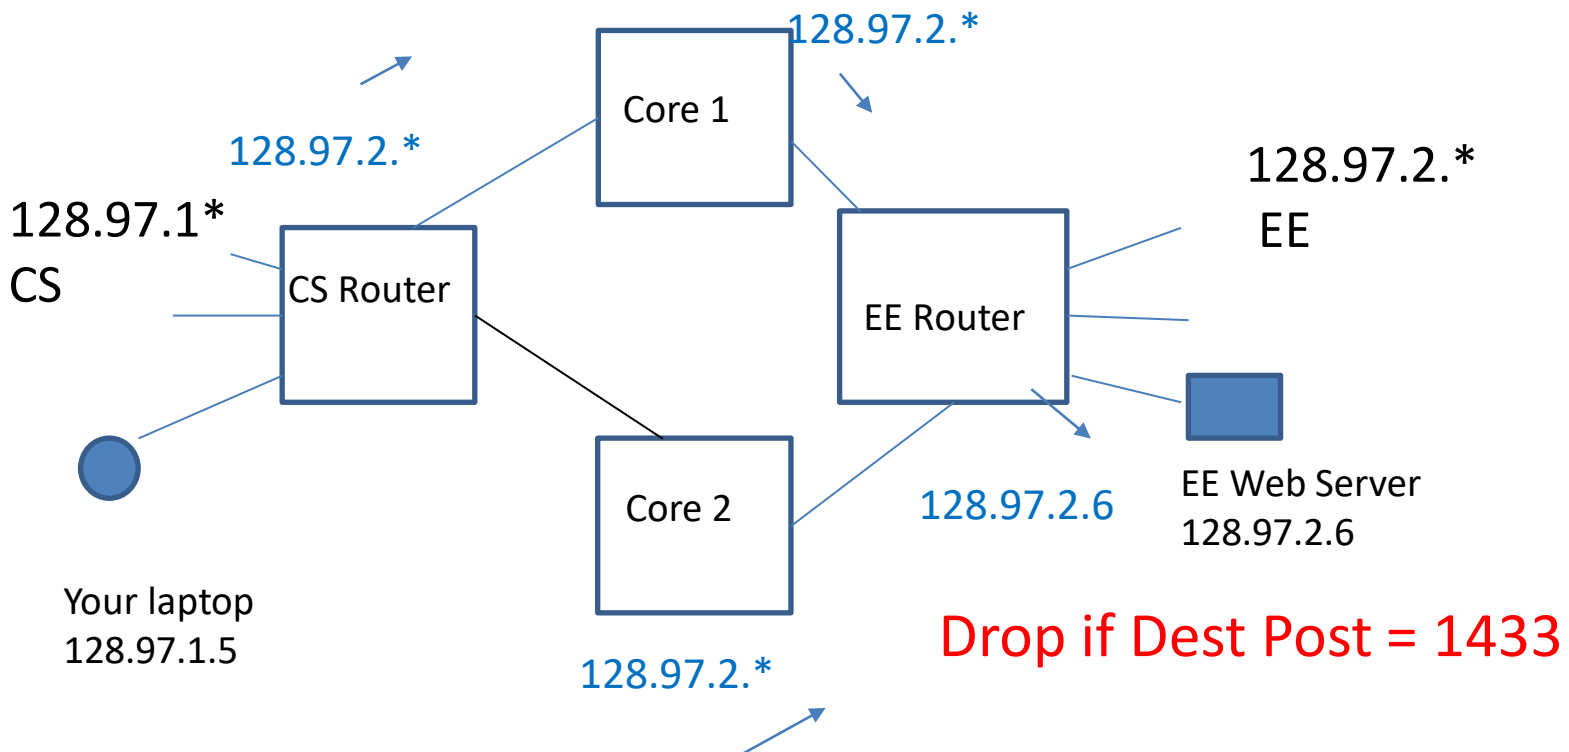 128.97.2.*
Core 1
128.97.2.*
128.97.2.*
EE
128.97.1*
CS
CS Router
EE Router
Core 2
128.97.2.6
EE Web Server
128.97.2.6
Your laptop
128.97.1.5
Drop if Dest Post = 1433
128.97.2.*